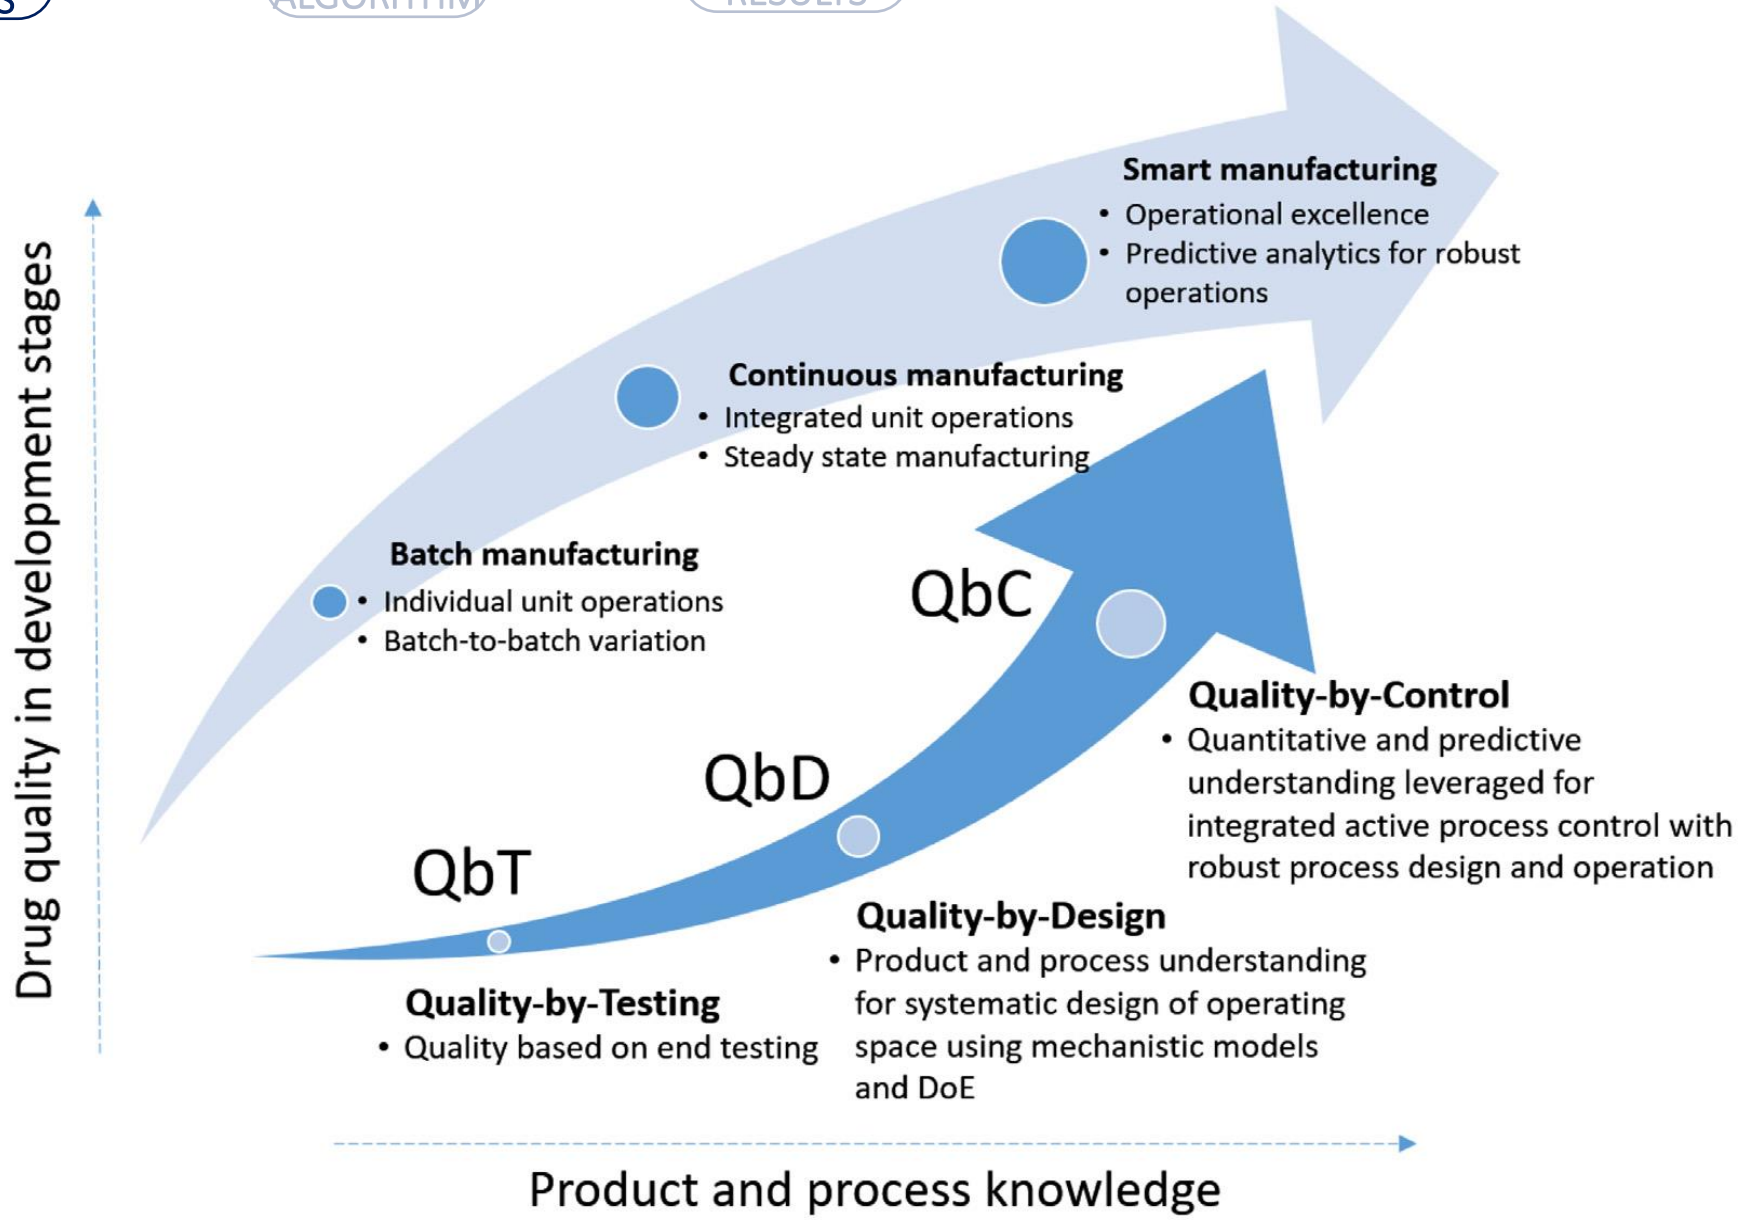 S
ALGORITHM
RESULTS
Smart manufacturing
• Operational excellence
• Predictive analytics for robust
operations
Continuous manufacturing
• Integrated unit operations
• Steady state manufacturing
Batch manufacturing
• Individual unit operations
• Batch-to-batch variation
QbC
Quality-by-Control
• Quantitative and predictive
understanding leveraged for
integrated active process control with
robust process design and operation
QbD
Quality-by-Design
• Product and process understanding
for systematic design of operating
space using mechanistic models
and DoE
QbT
Quality-by-Testing
• Quality based on end testing
Drug quality in development stages
Product and process knowledge